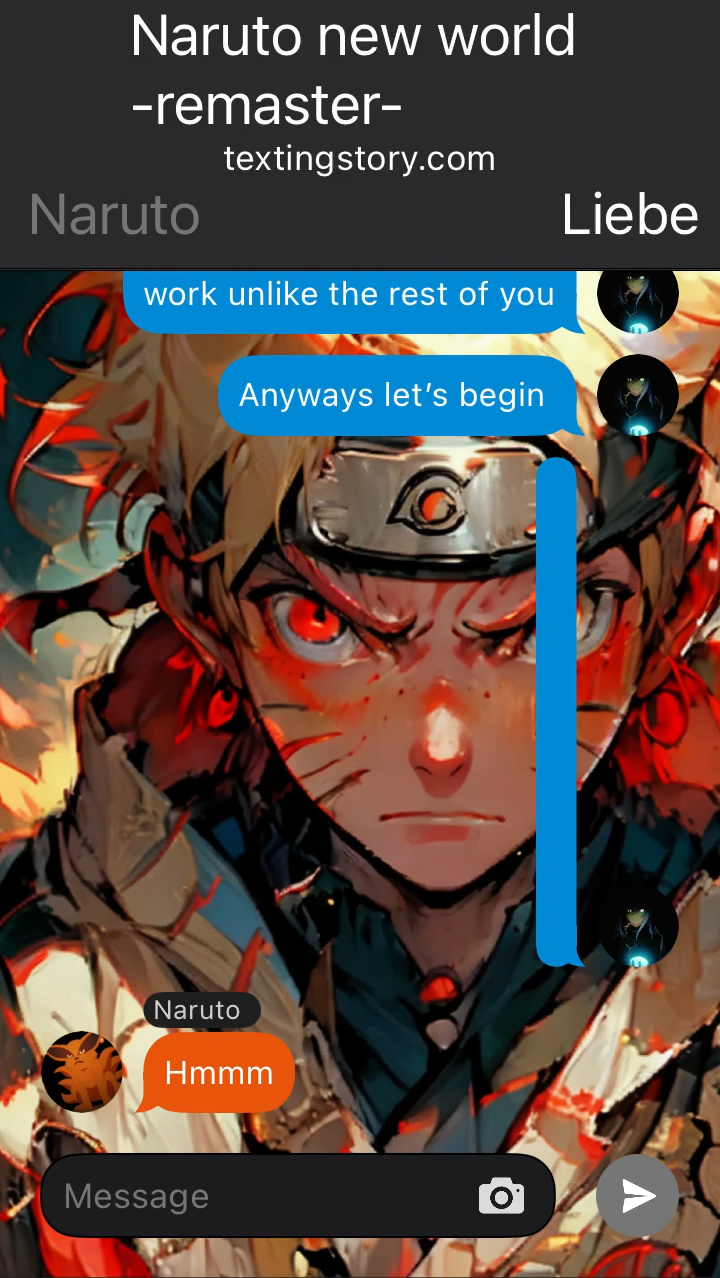 Naruto new world
-remaster-
textingstory.com
Naruto
Liebe
work unlike the rest of you
Anyways let’s begin
Naruto
Hmmm
Message